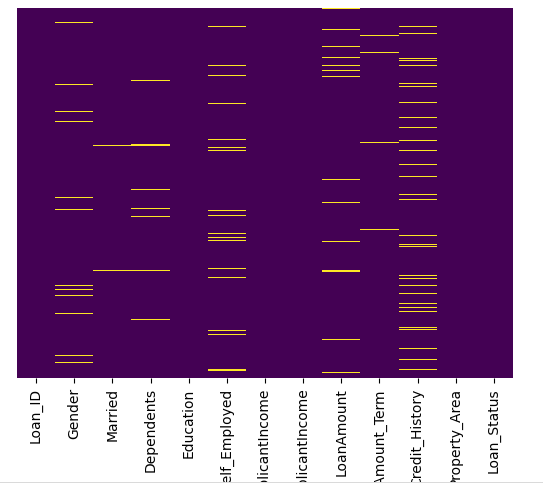 Loan_ID
Gender
Married
Dependents
Education
elf_Employed
plicantIncome
plicantIncome
LoanAmount
Amount_Term
Credit_History
Property_Area
Loan_Status